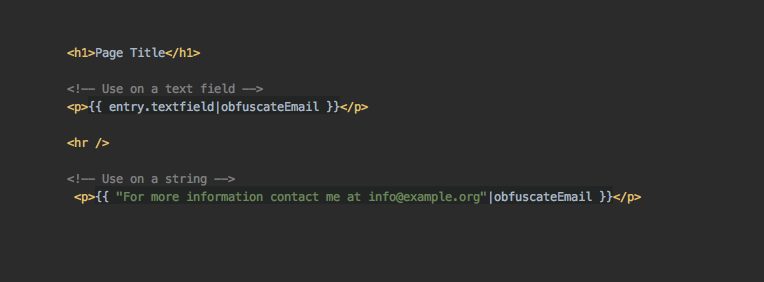 <h1>Page Title</h1>
<!-- Use on a text field -->
<p>{{ entry.textfield|obfuscateEmail }}</p>
<hr />
<!-- Use on a string -->
<p>{{ "For more information contact me at info@example.org"|obfuscateEmail }}</p>